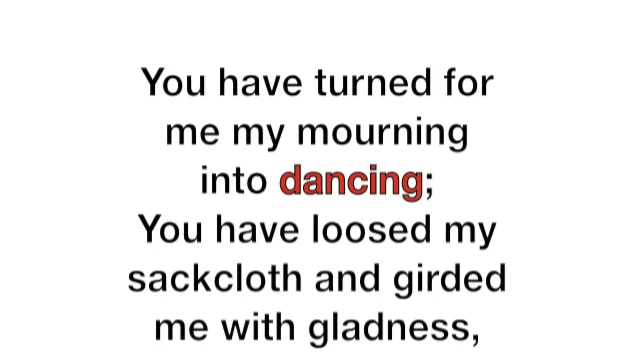 You have turned for
me my mourning
into dancing;
You have loosed my
sackcloth and girded
me with gladness,